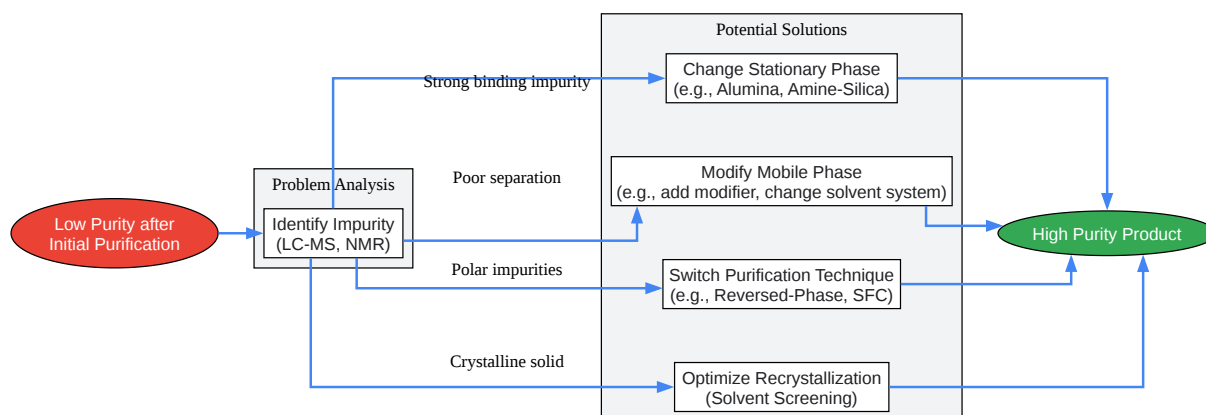 Low Purity after
Initial Purification
Problem Analysis
Identify Impurity
(LC-MS, NMR)
Strong binding impurity
Poor separation
Polar impurities
Crystalline solid
Potential Solutions
Change Stationary Phase
(e.g., Alumina, Amine-Silica)
Modify Mobile Phase
(e.g., add modifier, change solvent system)
Switch Purification Technique
(e.g., Reversed-Phase, SFC)
Optimize Recrystallization
(Solvent Screening)
High Purity Product